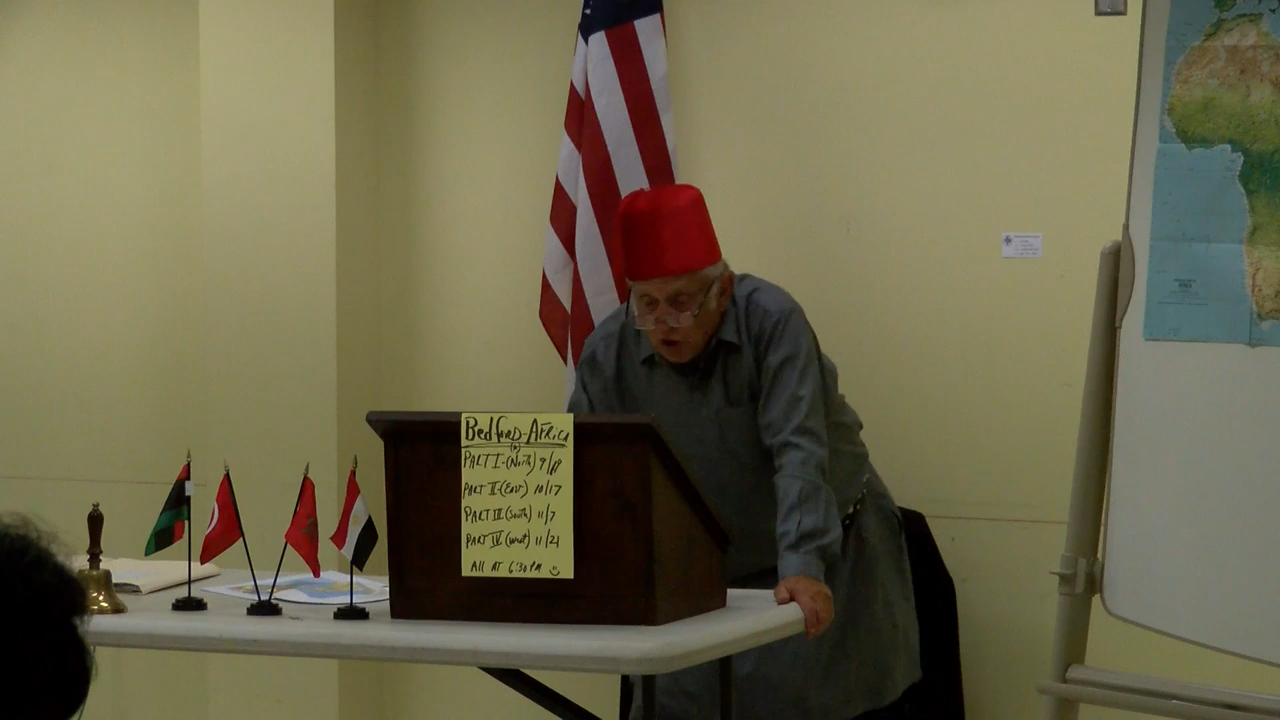 Bedford-AFRICA
PART I-(North) 9/19
PART II-(EAST) 10/17
PART III (South) 11/7
PART IV (West) 11/21
All AT 6:30 PM